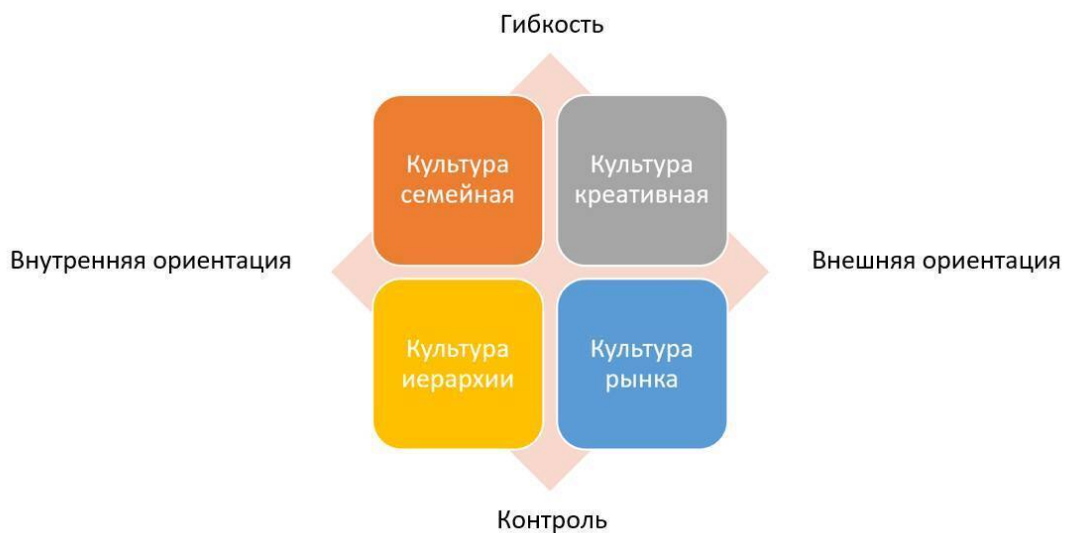 Гибкость
Культура
семейная
Культура
креативная
Внутренняя ориентация
Внешняя ориентация
Культура
иерархии
Культура
рынка
Контроль